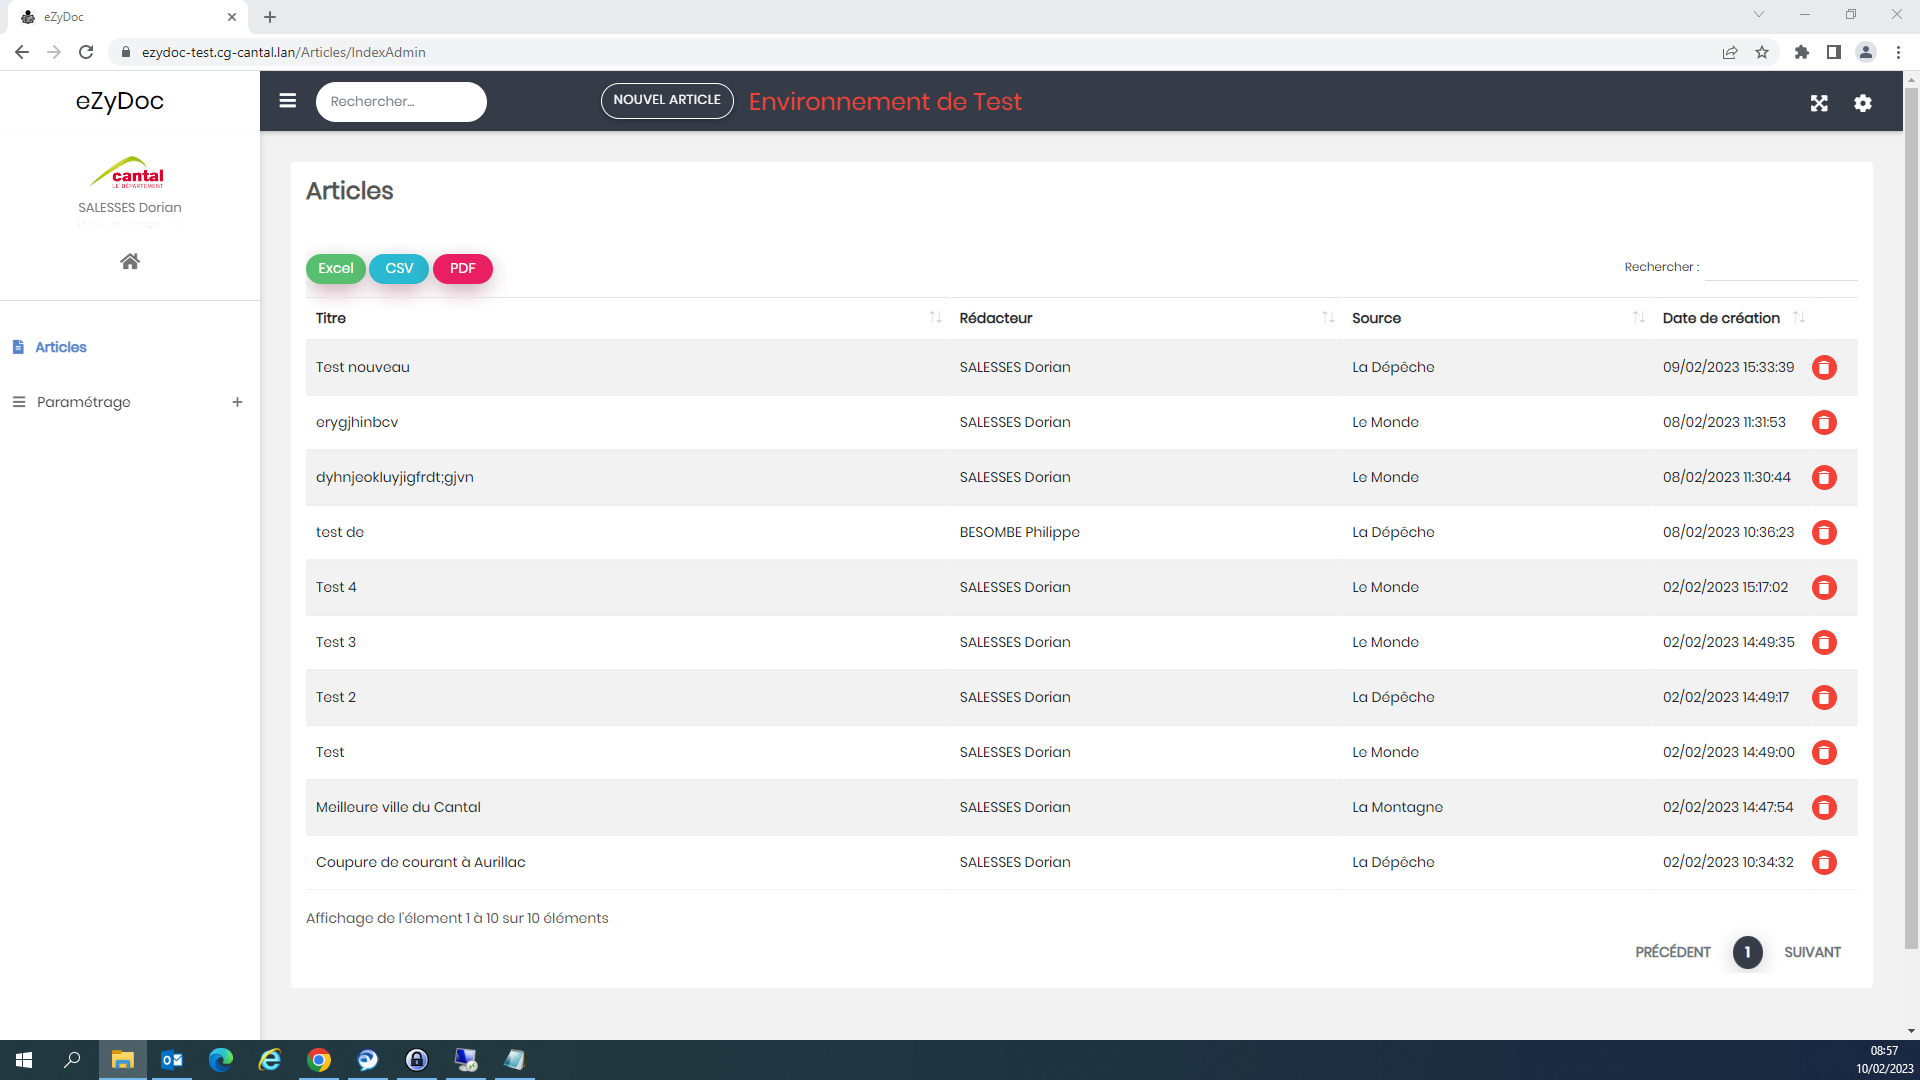 eZyDoc
ezydoc-test.cg-cantal.lan/Articles/IndexAdmin
eZyDoc
Rechercher...
NOUVEL ARTICLE
Environnement de Test
cantal
LE DÉPARTEMENT
SALESSES Dorian
Articles
Paramétrage
Articles
Excel CSV PDF
Rechercher :
Titre Rédacteur Source Date de création
Test nouveau SALESSES Dorian La Dépêche 09/02/2023 15:33:39
erygjhinbcv SALESSES Dorian Le Monde 08/02/2023 11:31:53
dyhnjeokluyjigfrdt;gjvn SALESSES Dorian Le Monde 08/02/2023 11:30:44
test de BESOMBE Philippe La Dépêche 08/02/2023 10:36:23
Test 4 SALESSES Dorian Le Monde 02/02/2023 15:17:02
Test 3 SALESSES Dorian Le Monde 02/02/2023 14:49:35
Test 2 SALESSES Dorian La Dépêche 02/02/2023 14:49:17
Test SALESSES Dorian Le Monde 02/02/2023 14:49:00
Meilleure ville du Cantal SALESSES Dorian La Montagne 02/02/2023 14:47:54
Coupure de courant à Aurillac SALESSES Dorian La Dépêche 02/02/2023 10:34:32
Affichage de l'élement 1 à 10 sur 10 éléments
PRÉCÉDENT 1 SUIVANT
08:57
10/02/2023